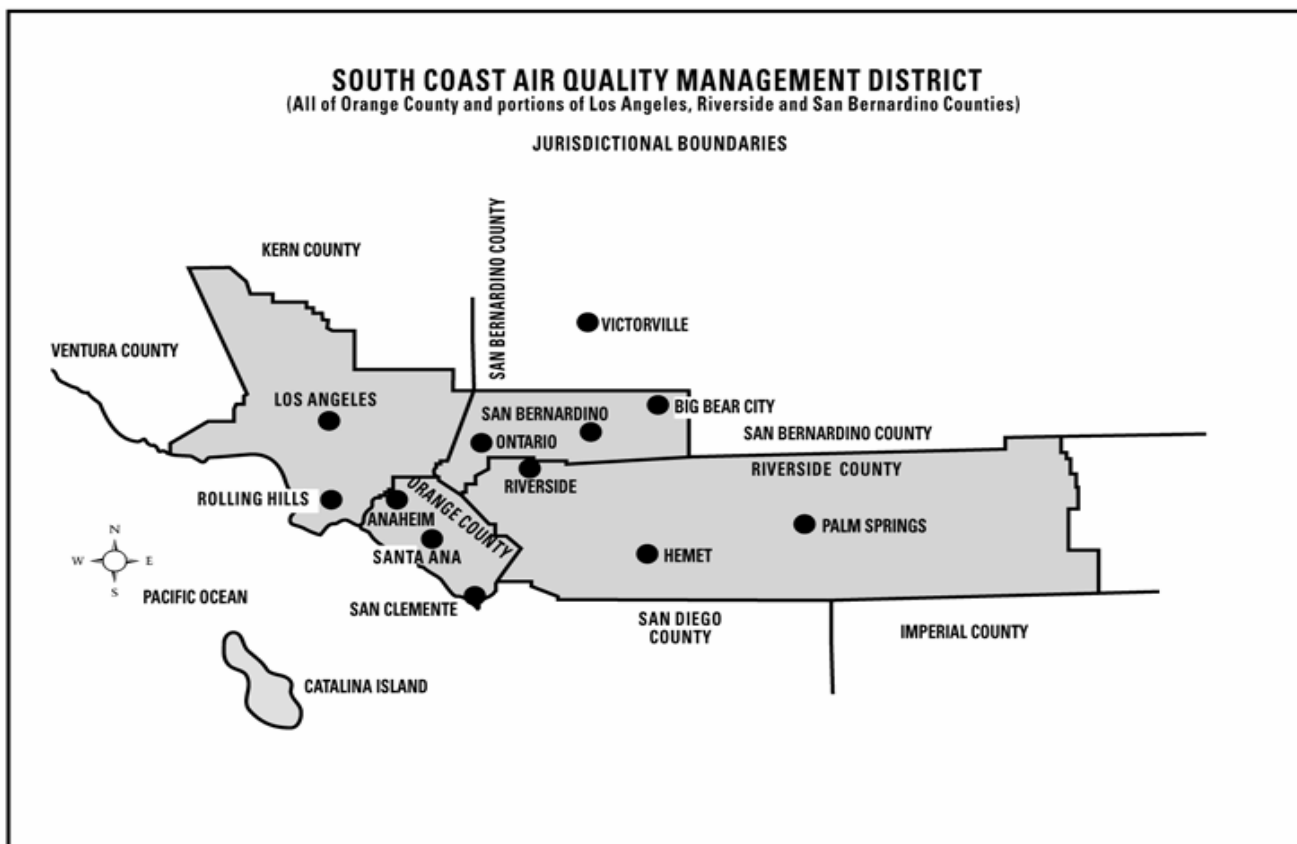 SOUTH COAST AIR QUALITY MANAGEMENT DISTRICT
(All of Orange County and portions of Los Angeles, Riverside and San Bernardino Counties)
JURISDICTIONAL BOUNDARIES
KERN COUNTY
SAN BERNARDINO COUNTY
VICTORVILLE
VENTURA COUNTY
LOS ANGELES
SAN BERNARDINO
BIG BEAR CITY
ONTARIO
SAN BERNARDINO COUNTY
RIVERSIDE COUNTY
RIVERSIDE
ROLLING HILLS
ANAHEIM
ORANGE COUNTY
PALM SPRINGS
SANTA ANA
HEMET
N
W E
S
PACIFIC OCEAN
SAN CLEMENTE
SAN DIEGO
COUNTY
IMPERIAL COUNTY
CATALINA ISLAND